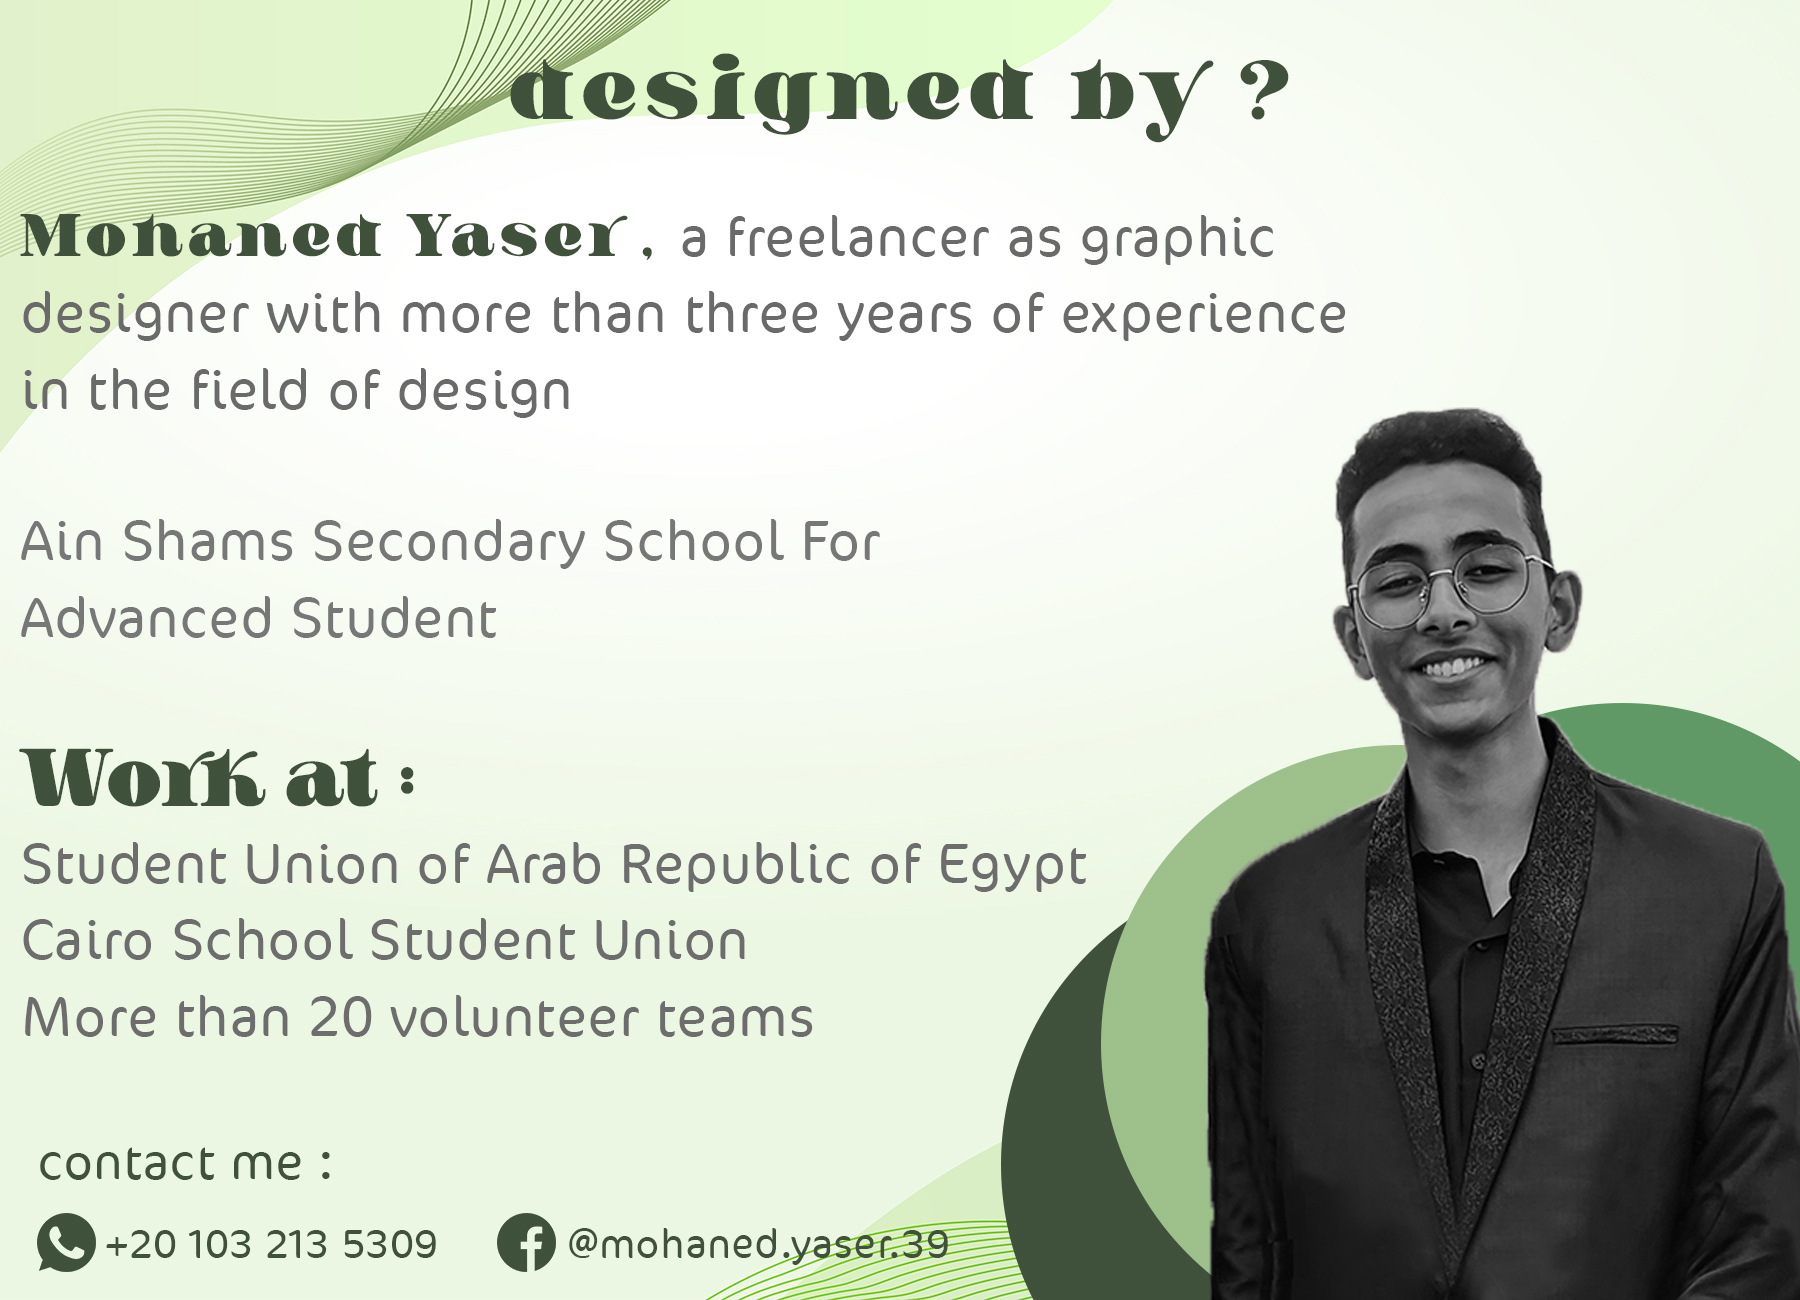 designed by ?
Mohaned Yaser , a freelancer as graphic
designer with more than three years of experience
in the field of design
Ain Shams Secondary School For
Advanced Student
Work at :
Student Union of Arab Republic of Egypt
Cairo School Student Union
More than 20 volunteer teams
contact me :
+20 103 213 5309 @mohaned.yaser.39